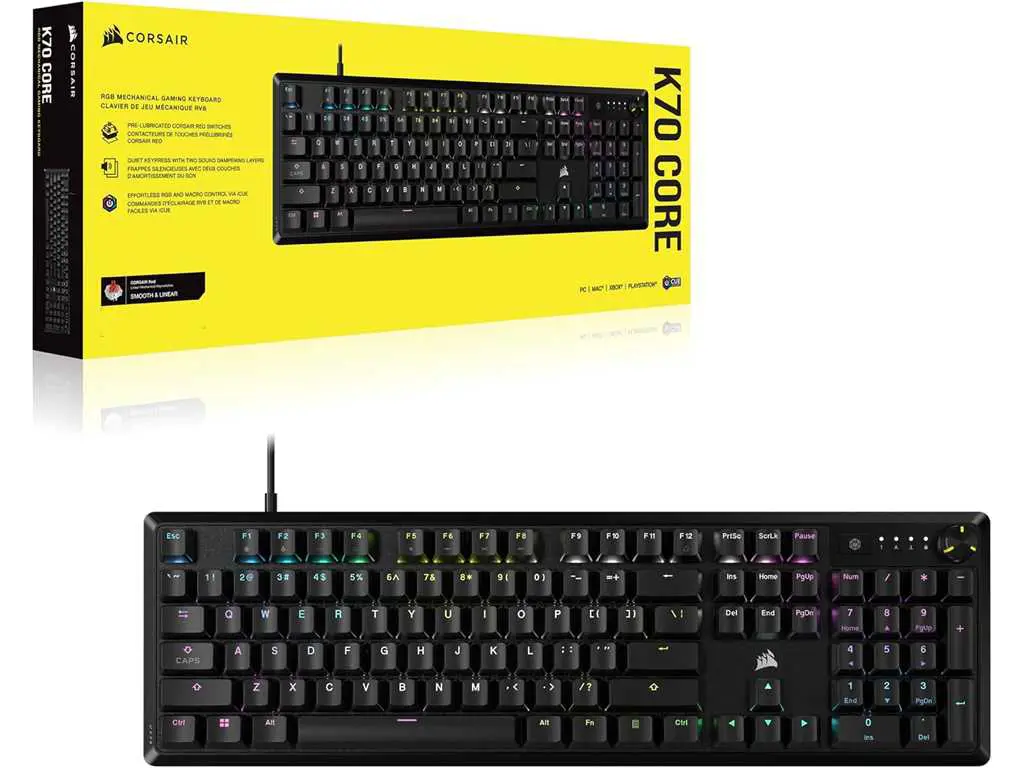 CORSAIR
K70 CORE
RGB MECHANICAL GAMING KEYBOARD
CORSAIR
RGB MECHANICAL GAMING KEYBOARD
CLAVIER DE JEU MÉCANIQUE RVB
PRE-LUBRICATED CORSAIR RED SWITCHES
CONTACTEURS DE TOUCHES PRÉLUBRIFIÉS
CORSAIR RED
QUIET KEYPRESS WITH TWO SOUND DAMPENING LAYERS
FRAPPES SILENCIEUSES AVEC DEUX COUCHES
D'AMORTISSEMENT DU SON
EFFORTLESS RGB AND MACRO CONTROL VIA iCUE
COMMANDES D'ÉCLAIRAGE RVB ET DE MACRO
FACILES VIA iCUE
CORSAIR Red
SMOOTH & LINEAR
K70 CORE
PC | MAC® | XBOX® | PLAYSTATION® iCUE
Esc F1 F2 F3 F4 F5 F6 F7 F8 F9 F10 F11 F12 PrtSc ScrLk Pause
`~ 1! 2@ 3# 4$ 5% 6^ 7& 8* 9( 0) -_ =+ ← Ins Home PgUp Num / * -
Q W E R T Y U I O P [{ ]} \| Del End PgDn 7 Home 8 ▲ 9 PgUp +
CAPS A S D F G H J K L ;: '" 4 ◄ 5 6 ►
Z X C V B N M ,< .> /? ▲ 1 End 2 ▼ 3 PgDn
Ctrl Alt Alt Fn Ctrl ◄ ▼ ► 0 Ins . Del